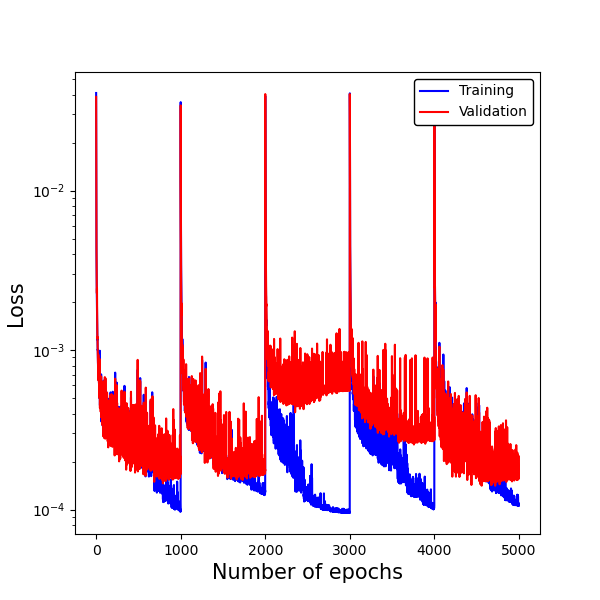 Training
Validation
Loss
10⁻²
10⁻³
10⁻⁴
0 1000 2000 3000 4000 5000
Number of epochs